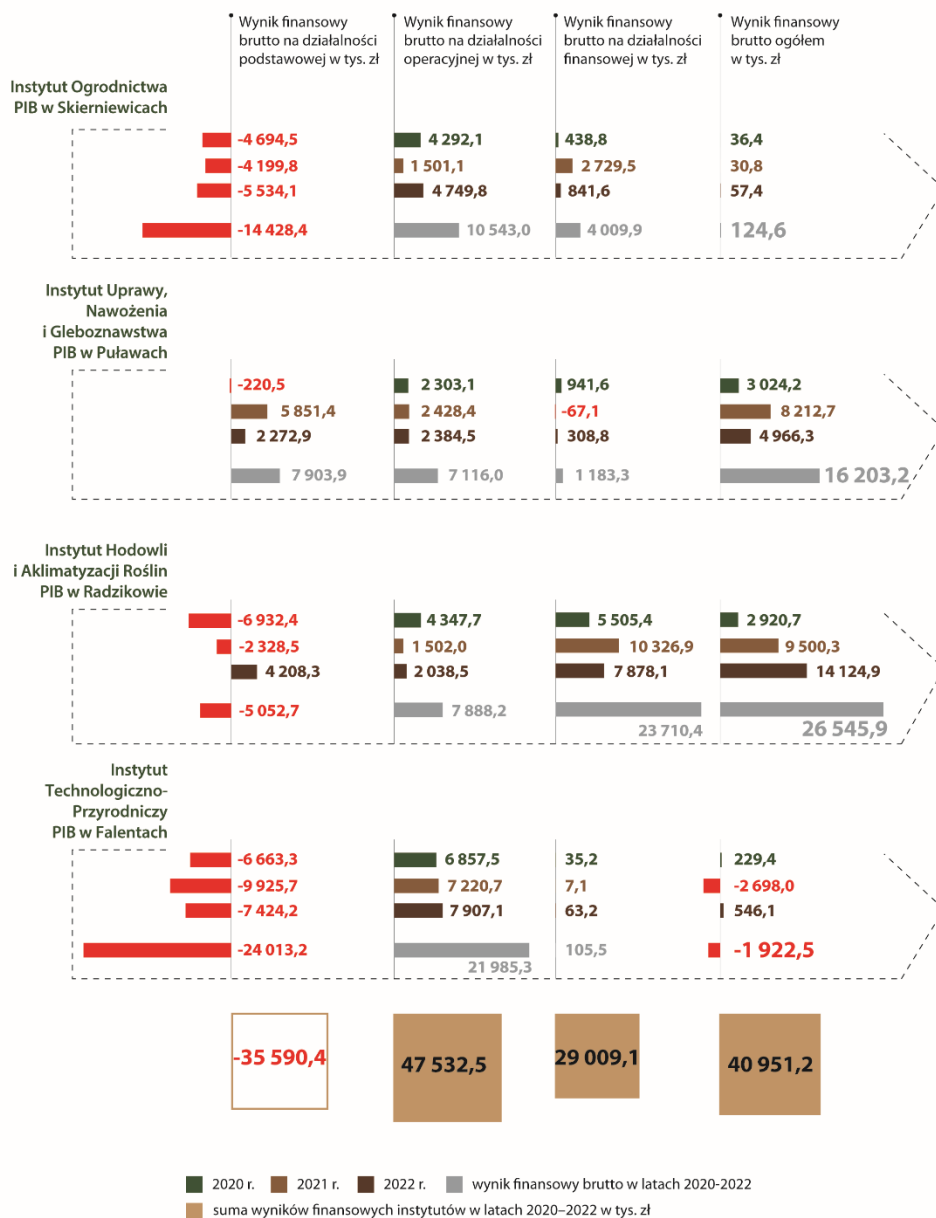 Wynik finansowy
brutto na działalności
podstawowej w tys. zł
Wynik finansowy
brutto na działalności
operacyjnej w tys. zł
Wynik finansowy
brutto na działalności
finansowej w tys. zł
Wynik finansowy
brutto ogółem
w tys. zł
Instytut Ogrodnictwa
PIB w Skierniewicach
-4 694,5 4 292,1 438,8 36,4
-4 199,8 1 501,1 2 729,5 30,8
-5 534,1 4 749,8 841,6 57,4
-14 428,4 10 543,0 4 009,9 124,6
Instytut Uprawy,
Nawożenia
i Gleboznawstwa
PIB w Puławach
-220,5 2 303,1 941,6 3 024,2
5 851,4 2 428,4 -67,1 8 212,7
2 272,9 2 384,5 308,8 4 966,3
7 903,9 7 116,0 1 183,3 16 203,2
Instytut Hodowli
i Aklimatyzacji Roślin
PIB w Radzikowie
-6 932,4 4 347,7 5 505,4 2 920,7
-2 328,5 1 502,0 10 326,9 9 500,3
4 208,3 2 038,5 7 878,1 14 124,9
-5 052,7 7 888,2 23 710,4 26 545,9
Instytut
Technologiczno-
Przyrodniczy
PIB w Falentach
-6 663,3 6 857,5 35,2 229,4
-9 925,7 7 220,7 7,1 -2 698,0
-7 424,2 7 907,1 63,2 546,1
-24 013,2 21 985,3 105,5 -1 922,5
-35 590,4 47 532,5 29 009,1 40 951,2
2020 r. 2021 r. 2022 r. wynik finansowy brutto w latach 2020-2022
suma wyników finansowych instytutów w latach 2020–2022 w tys. zł